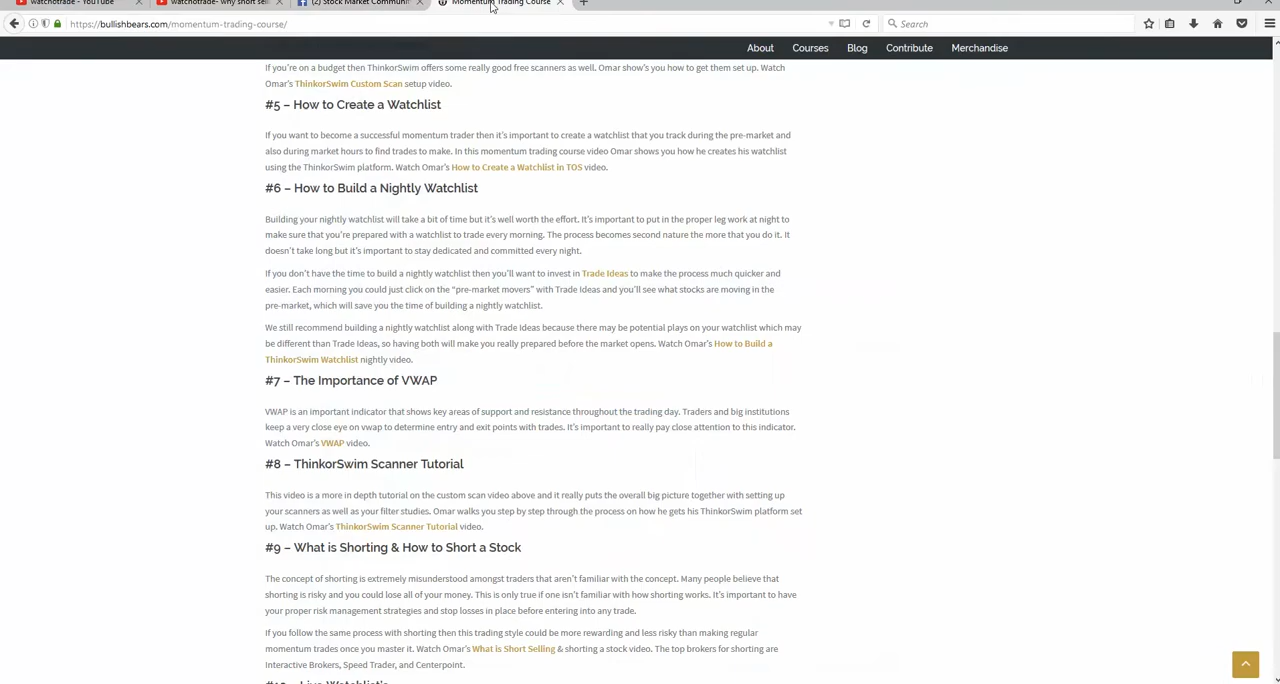 watchotrade - YouTube
watchotrade- why short sel
(2) Stock Market Communi
Momentum Trading Course
https://bullishbears.com/momentum-trading-course/
Search
About Courses Blog Contribute Merchandise
If you're on a budget then ThinkorSwim offers some really good free scanners as well. Omar show's you how to get them set up. Watch
Omar's ThinkorSwim Custom Scan setup video.
#5 – How to Create a Watchlist
If you want to become a successful momentum trader then it's important to create a watchlist that you track during the pre-market and
also during market hours to find trades to make. In this momentum trading course video Omar shows you how he creates his watchlist
using the ThinkorSwim platform. Watch Omar's How to Create a Watchlist in TOS video.
#6 – How to Build a Nightly Watchlist
Building your nightly watchlist will take a bit of time but it's well worth the effort. It's important to put in the proper leg work at night to
make sure that you're prepared with a watchlist to trade every morning. The process becomes second nature the more that you do it. It
doesn't take long but it's important to stay dedicated and committed every night.
If you don't have the time to build a nightly watchlist then you'll want to invest in Trade Ideas to make the process much quicker and
easier. Each morning you could just click on the "pre-market movers" with Trade Ideas and you'll see what stocks are moving in the
pre-market, which will save you the time of building a nightly watchlist.
We still recommend building a nightly watchlist along with Trade Ideas because there may be potential plays on your watchlist which may
be different than Trade Ideas, so having both will make you really prepared before the market opens. Watch Omar's How to Build a
ThinkorSwim Watchlist nightly video.
#7 – The Importance of VWAP
VWAP is an important indicator that shows key areas of support and resistance throughout the trading day. Traders and big institutions
keep a very close eye on vwap to determine entry and exit points with trades. It's important to really pay close attention to this indicator.
Watch Omar's VWAP video.
#8 – ThinkorSwim Scanner Tutorial
This video is a more in depth tutorial on the custom scan video above and it really puts the overall big picture together with setting up
your scanners as well as your filter studies. Omar walks you step by step through the process on how he gets his ThinkorSwim platform set
up. Watch Omar's ThinkorSwim Scanner Tutorial video.
#9 – What is Shorting & How to Short a Stock
The concept of shorting is extremely misunderstood amongst traders that aren't familiar with the concept. Many people believe that
shorting is risky and you could lose all of your money. This is only true if one isn't familiar with how shorting works. It's important to have
your proper risk management strategies and stop losses in place before entering into any trade.
If you follow the same process with shorting then this trading style could be more rewarding and less risky than making regular
momentum trades once you master it. Watch Omar's What is Short Selling & shorting a stock video. The top brokers for shorting are
Interactive Brokers, Speed Trader, and Centerpoint.
#10 – Live Watchlist's